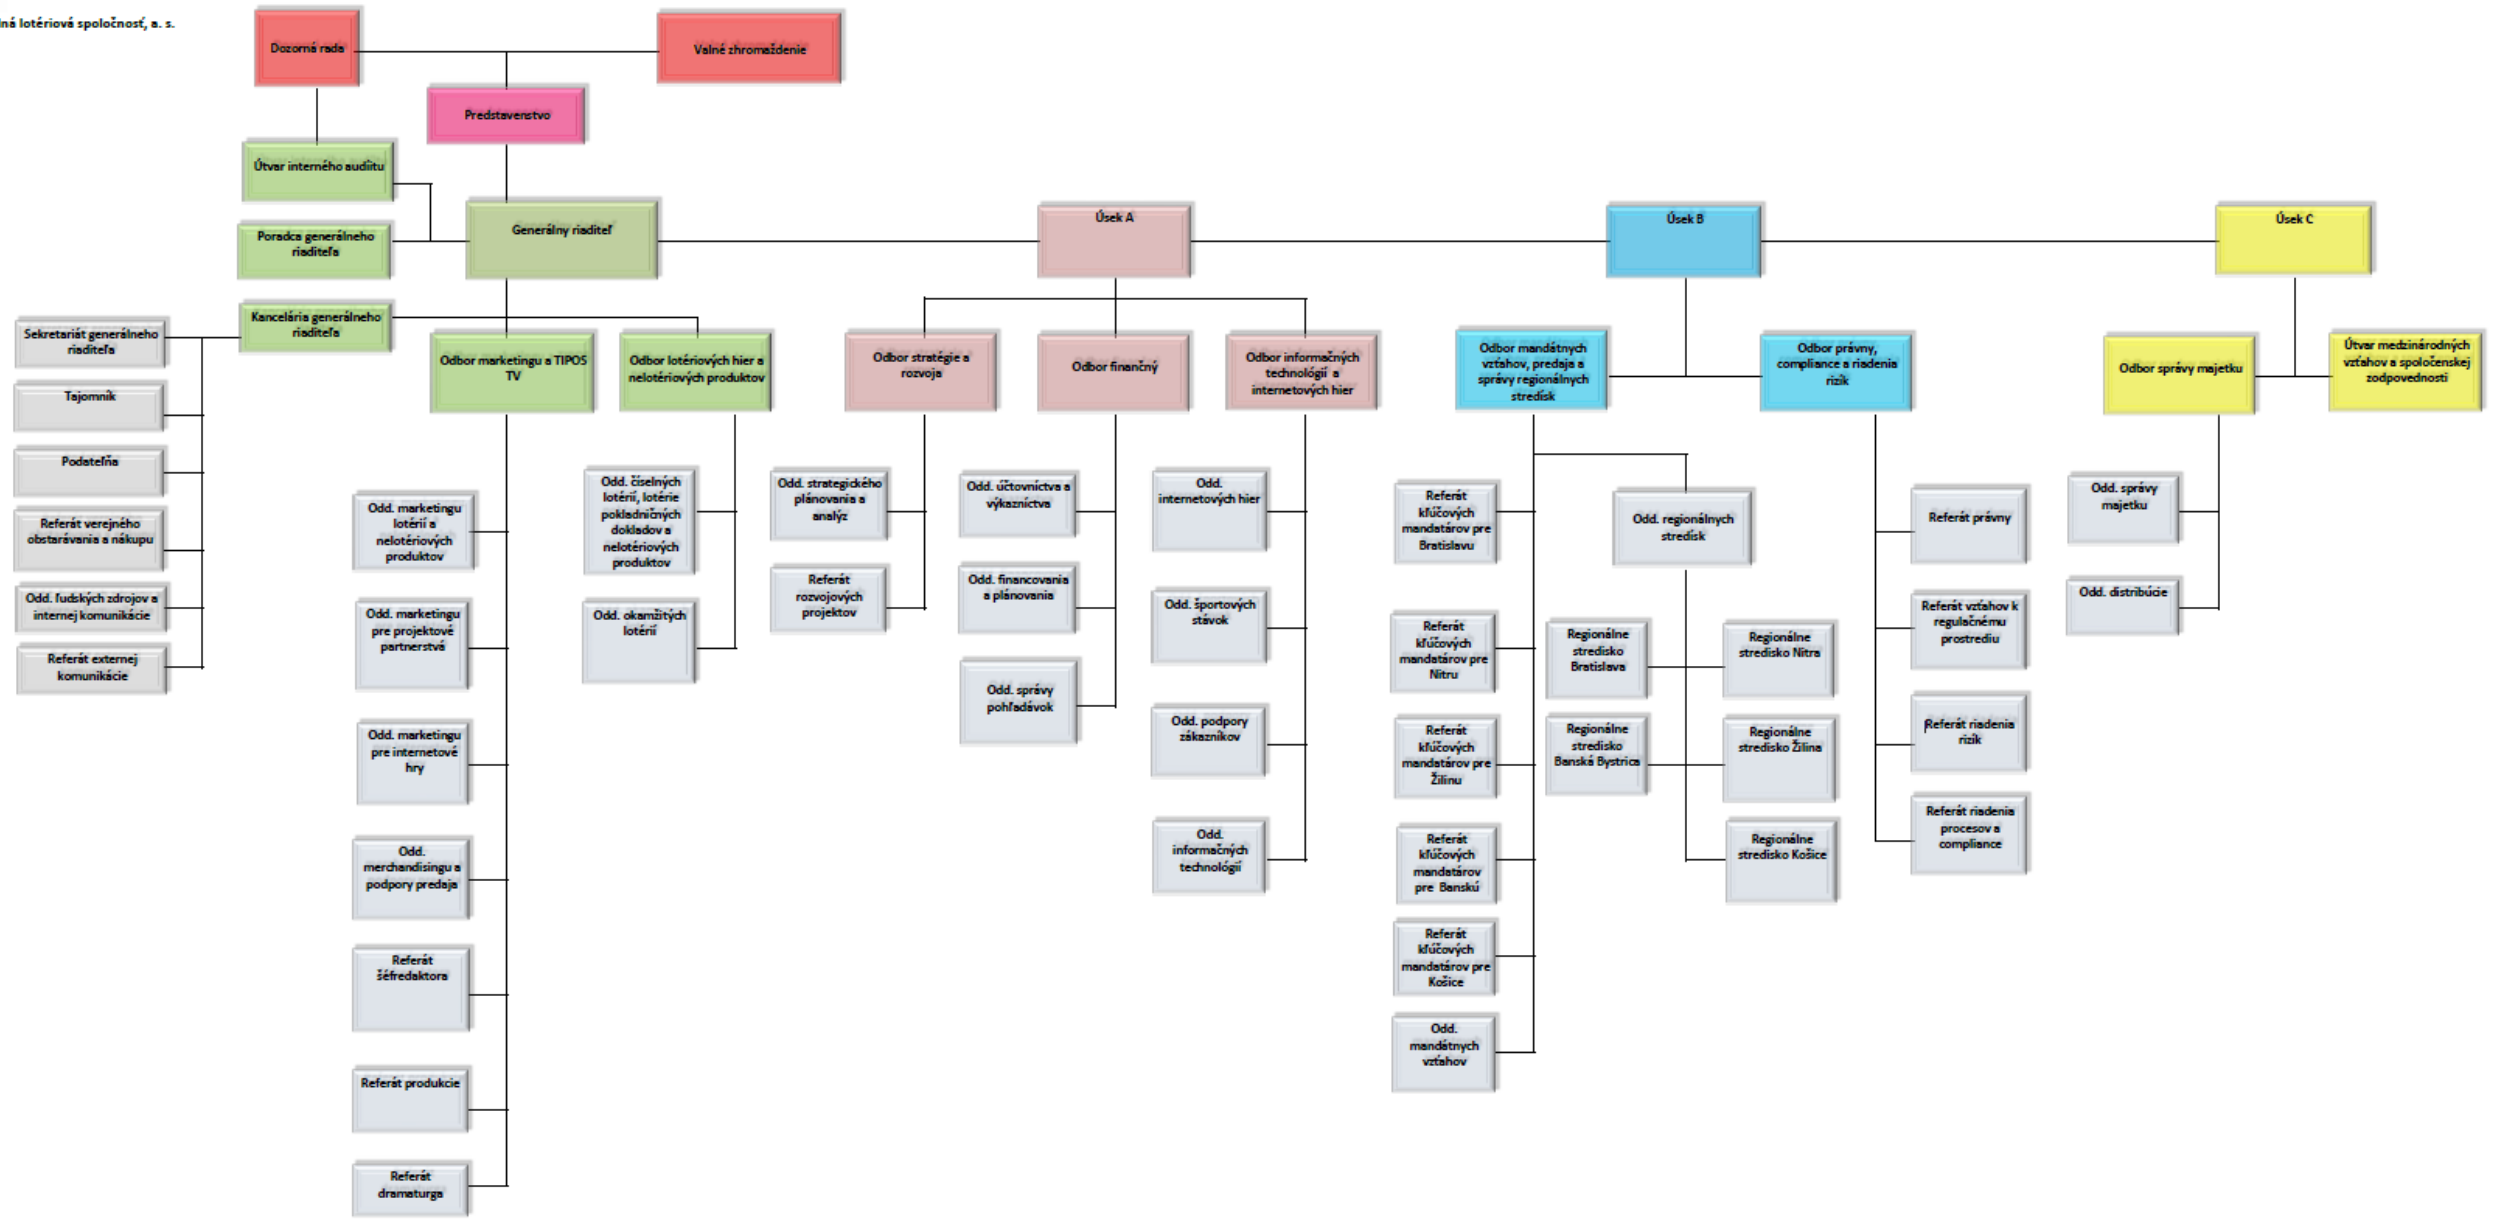 lotériová spoločnosť, a. s.
Dozorná rada
Valné zhromaždenie
Predstavenstvo
Útvar interného audiitu
Poradca generálneho
riaditeľa
Generálny riaditeľ
Úsek A
Úsek B
Úsek C
Kancelária generálneho
riaditeľa
Sekretariát generálneho
riaditeľa
Tajomník
Podateľňa
Referát verejného
obstarávania a nákupu
Odd. ľudských zdrojov a
internej komunikácie
Referát externej
komunikácie
Odbor marketingu a TIPOS
TV
Odbor lotériových hier a
nelotériových produktov
Odbor stratégie a
rozvoja
Odbor finančný
Odbor informačných
technológií a
internetových hier
Odbor mandátnych
vzťahov, predaja a
správy regionálnych
stredísk
Odbor právny,
compliance a riadenia
rizík
Odbor správy majetku
Útvar medzinárodných
vzťahov a spoločenskej
zodpovednosti
Odd. marketingu
lotérií a
nelotériových
produktov
Odd. marketingu
pre projektové
partnerstvá
Odd. marketingu
pre internetové
hry
Odd.
merchandisingu a
podpory predaja
Referát
šéfredaktora
Referát produkcie
Referát
dramaturga
Odd. číselných
lotérií, lotérie
pokladničných
dokladov a
nelotériových
produktov
Odd. okamžitých
lotérií
Odd. strategického
plánovania a
analýz
Referát
rozvojových
projektov
Odd. účtovníctva a
výkazníctva
Odd. financovania
a plánovania
Odd. správy
pohľadávok
Odd.
internetových hier
Odd. športových
stávok
Odd. podpory
zákazníkov
Odd.
informačných
technológií
Referát
kľúčových
mandatárov pre
Bratislavu
Referát
kľúčových
mandatárov pre
Nitru
Referát
kľúčových
mandatárov pre
Žilinu
Referát
kľúčových
mandatárov
pre Banskú
Referát
kľúčových
mandatárov pre
Košice
Odd.
mandátnych
vzťahov
Odd. regionálnych
stredísk
Regionálne
stredisko
Bratislava
Regionálne
stredisko Nitra
Regionálne
stredisko
Banská Bystrica
Regionálne
stredisko Žilina
Regionálne
stredisko Košice
Referát právny
Referát vzťahov k
regulačnému
prostrediu
Referát riadenia
rizík
Referát riadenia
procesov a
compliance
Odd. správy
majetku
Odd. distribúcie